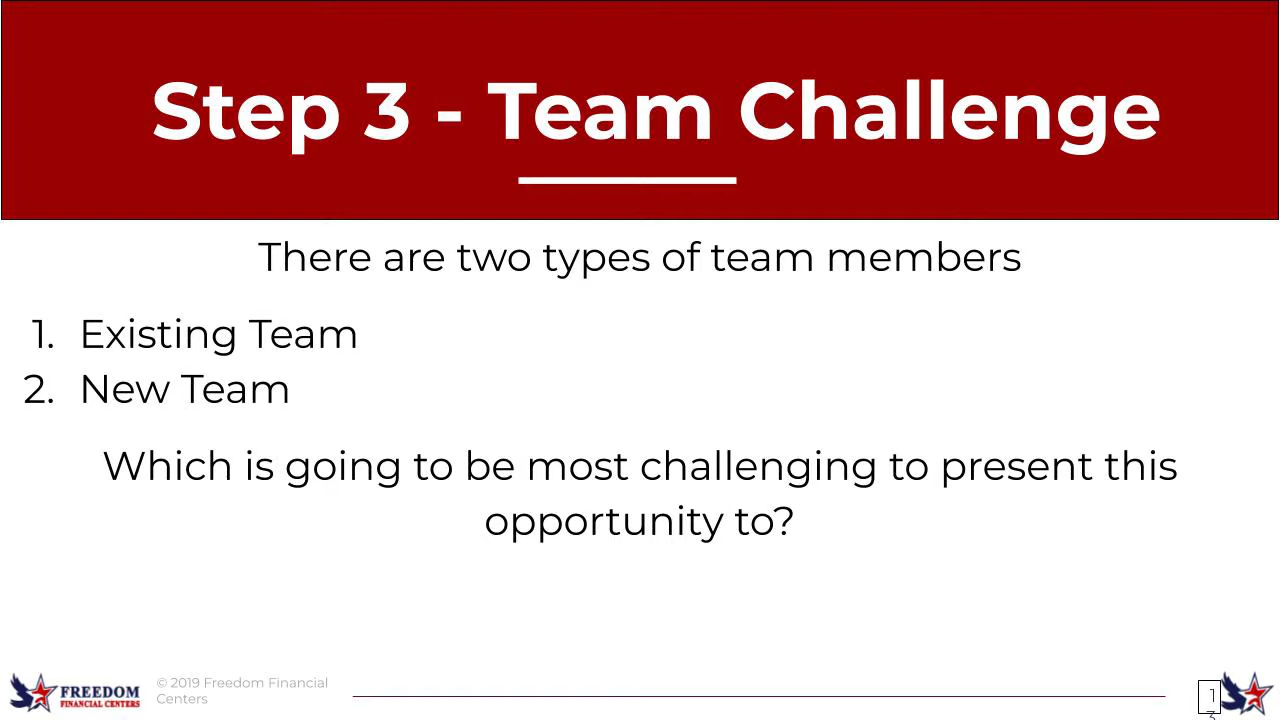 Step 3 - Team Challenge
There are two types of team members
1. Existing Team
2. New Team
Which is going to be most challenging to present this
opportunity to?
FREEDOM
FINANCIAL CENTERS
© 2019 Freedom Financial
Centers
1
3